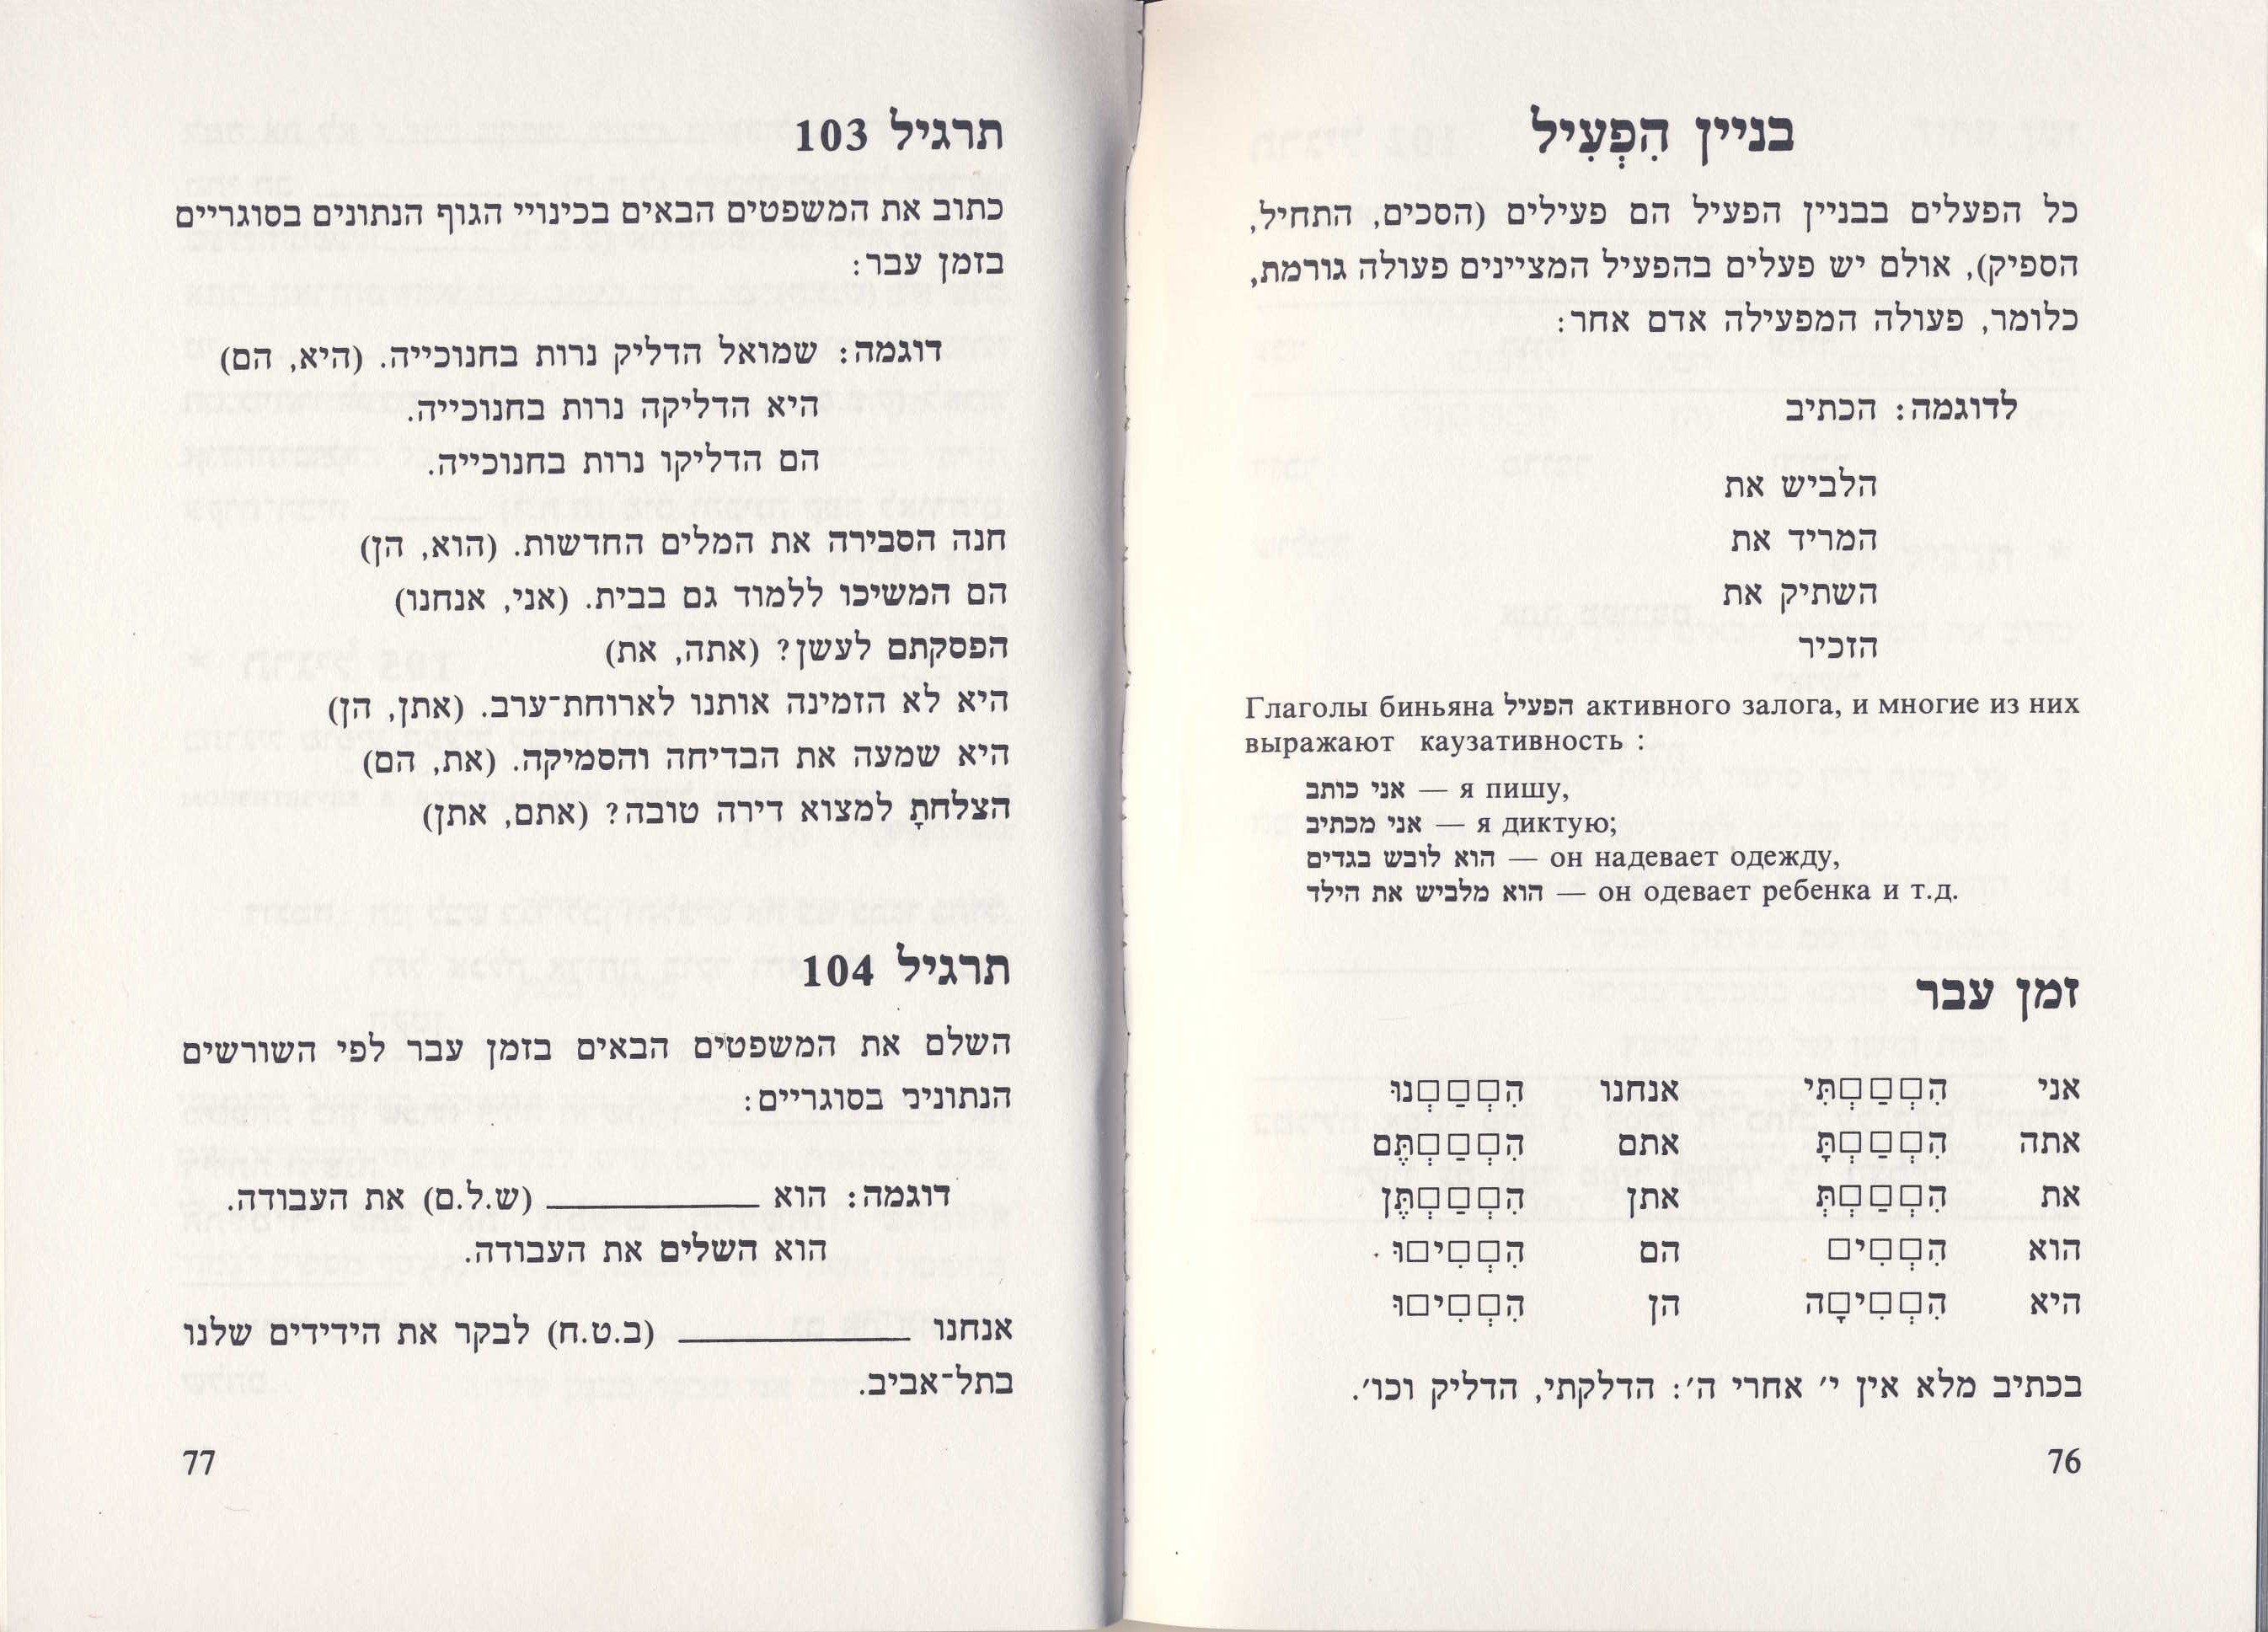 בניין הִפְעִיל
כל הפעלים בבניין הפעיל הם פעילים (הסכים, התחיל,
הספיק), אולם יש פעלים בהפעיל המציינים פעולה גורמת,
כלומר, פעולה המפעילה אדם אחר:
לדוגמה: הכתיב
הלביש את
המריד את
השתיק את
הזכיר
Глаголы биньяна הפעיל активного залога, и многие из них
выражают каузативность :
אני כותב — я пишу,
אני מכתיב — я диктую;
הוא לובש בגדים — он надевает одежду,
הוא מלביש את הילד — он одевает ребенка и т.д.
זמן עבר
אני הִ□ְ□ַ□ְתִּי אנחנו הִ□ְ□ַ□ְנוּ
אתה הִ□ְ□ַ□ְתָּ אתם הִ□ְ□ַ□ְתֶּם
את הִ□ְ□ַ□ְתְּ אתן הִ□ְ□ַ□ְתֶּן
הוא הִ□ְ□ִי□ הם הִ□ְ□ִי□וּ
היא הִ□ְ□ִי□ָה הן הִ□ְ□ִי□וּ
בכתיב מלא אין י׳ אחרי ה׳: הדלקתי, הדליק וכו׳.
76
תרגיל 103
כתוב את המשפטים הבאים בכינויי הגוף הנתונים בסוגריים
בזמן עבר:
דוגמה: שמואל הדליק נרות בחנוכייה. (היא, הם)
היא הדליקה נרות בחנוכייה.
הם הדליקו נרות בחנוכייה.
חנה הסבירה את המלים החדשות. (הוא, הן)
הם המשיכו ללמוד גם בבית. (אני, אנחנו)
הפסקתם לעשן? (אתה, את)
היא לא הזמינה אותנו לארוחת־ערב. (אתן, הן)
היא שמעה את הבדיחה והסמיקה. (את, הם)
הצלחתָ למצוא דירה טובה? (אתם, אתן)
תרגיל 104
השלם את המשפטים הבאים בזמן עבר לפי השורשים
הנתונים בסוגריים:
דוגמה: הוא ________ (ש.ל.ם) את העבודה.
הוא השלים את העבודה.
אנחנו ________ (ב.ט.ח) לבקר את הידידים שלנו
בתל־אביב.
77